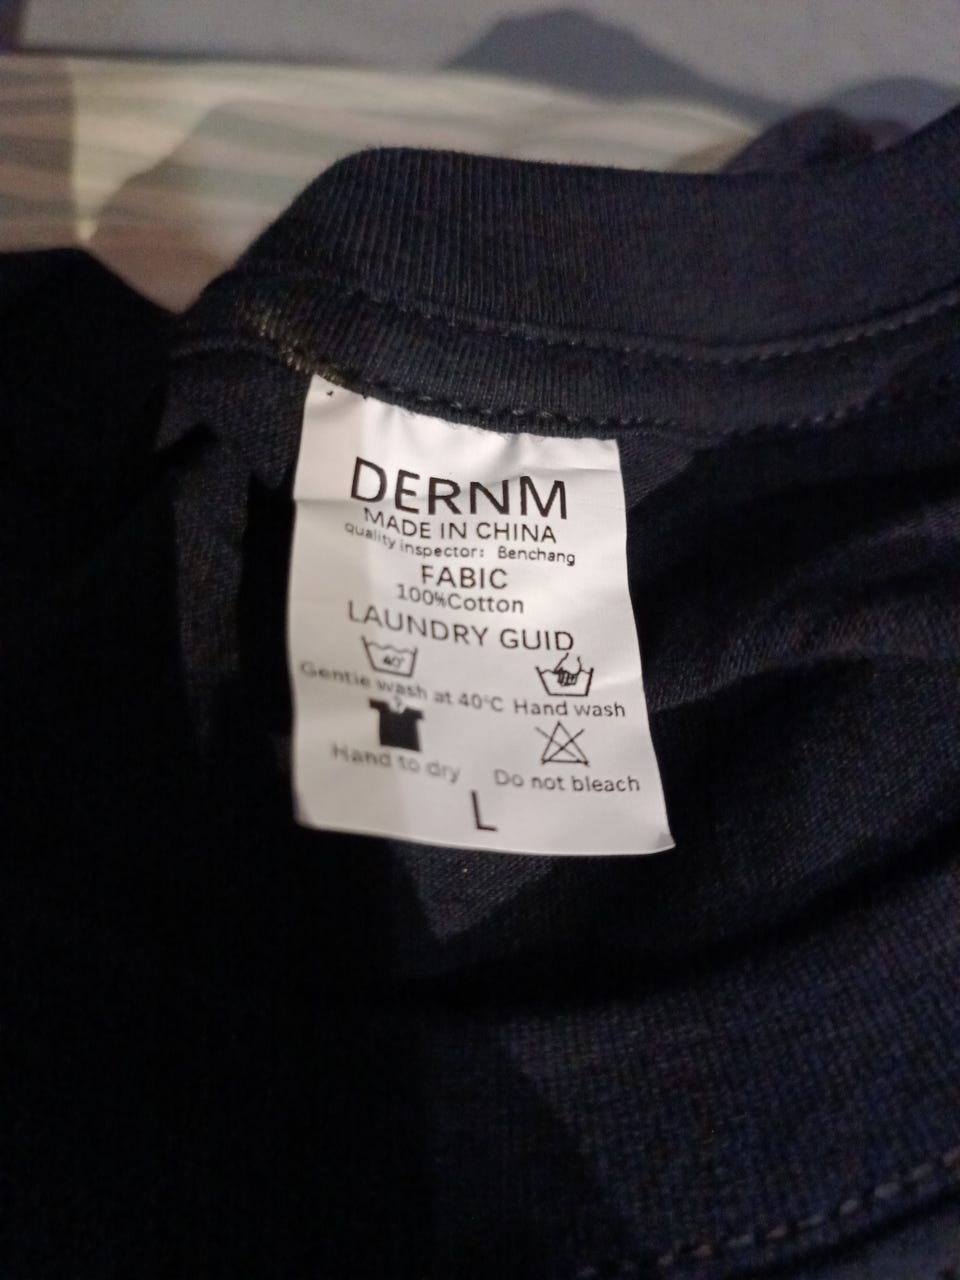 DERNM
MADE IN CHINA
quality inspector: Benchang
FABIC
100%Cotton
LAUNDRY GUID
40°
Gentle wash at 40°C Hand wash
Hand to dry Do not bleach
L